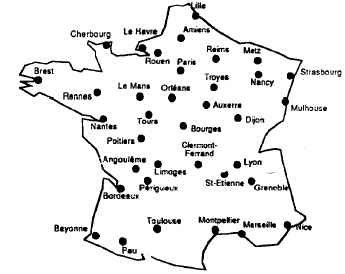 Lille
Cherbourg
Le Havre
Amiens
Rouen
Reims
Metz
Paris
Nancy
Strasbourg
Brest
Rennes
Le Mans
Orléans
Troyes
Auxerre
Mulhouse
Nantes
Tours
Bourges
Dijon
Poitiers
Clermont-
Ferrand
Angoulême
Limoges
Lyon
St-Etienne
Grenoble
Périgueux
Bordeaux
Toulouse
Montpellier
Marseille
Nice
Bayonne
Pau